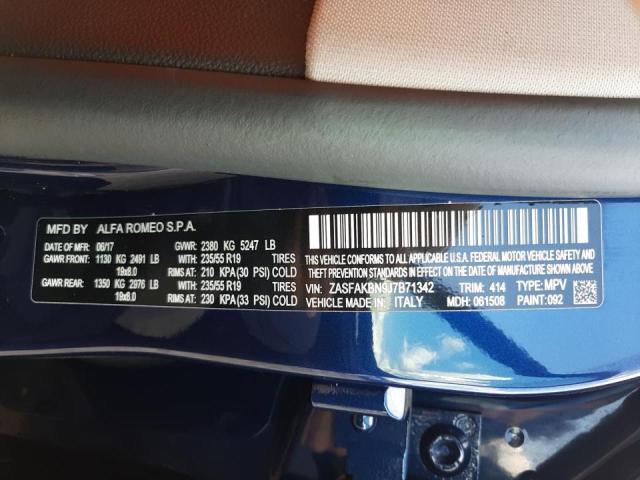 MFD BY ALFA ROMEO S.P.A.
DATE OF MFR: 06/17 GVWR: 2380 KG 5247 LB
GAWR FRONT: 1130 KG 2491 LB 235/55 R19 TIRES
19x8.0 RIMS AT: 210 KPA (30 PSI) COLD
GAWR REAR: 1350 KG 2976 LB 235/55 R19 TIRES
19x8.0 RIMS AT: 230 KPA (33 PSI) COLD
THIS VEHICLE CONFORMS TO ALL APPLICABLE U.S.A. FEDERAL MOTOR VEHICLE SAFETY AND
THEFT PREVENTION STANDARDS IN EFFECT ON THE DATE OF MANUFACTURE SHOWN ABOVE.
VIN: ZASFAKBN9J7B71342 TRIM: 414 TYPE: MPV
VEHICLE MADE IN: ITALY MDH: 061508 PAINT: 092